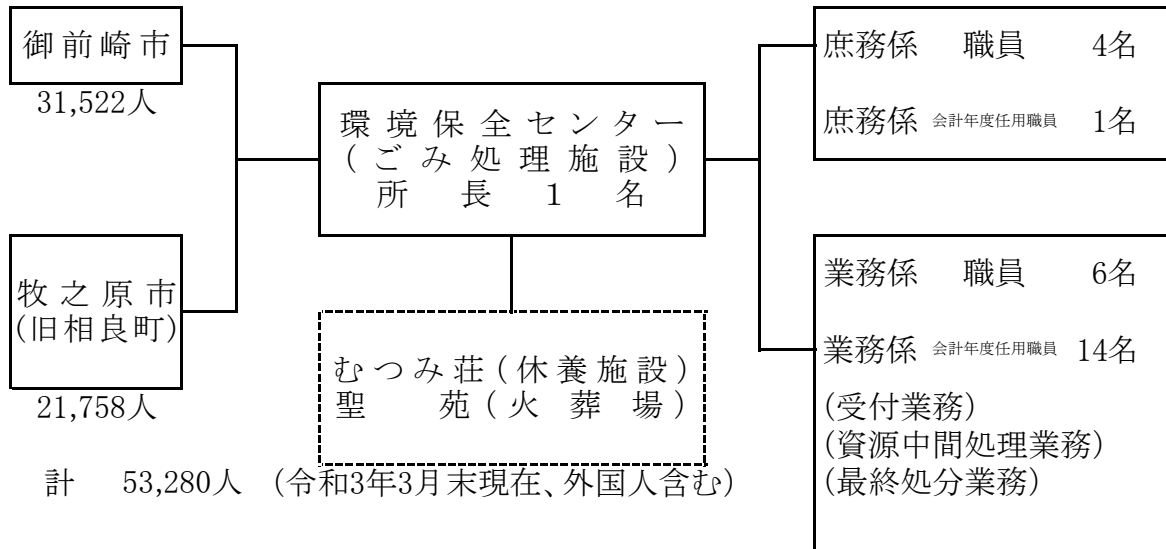 御前崎市
31,522人
牧之原市
(旧相良町)
21,758人
環境保全センター
(ごみ処理施設)
所長1名
むつみ荘(休養施設)
聖苑(火葬場)
庶務係 職員 4名
庶務係 会計年度任用職員 1名
業務係 職員 6名
業務係 会計年度任用職員 14名
(受付業務)
(資源中間処理業務)
(最終処分業務)
計 53,280人 (令和3年3月末現在、外国人含む)